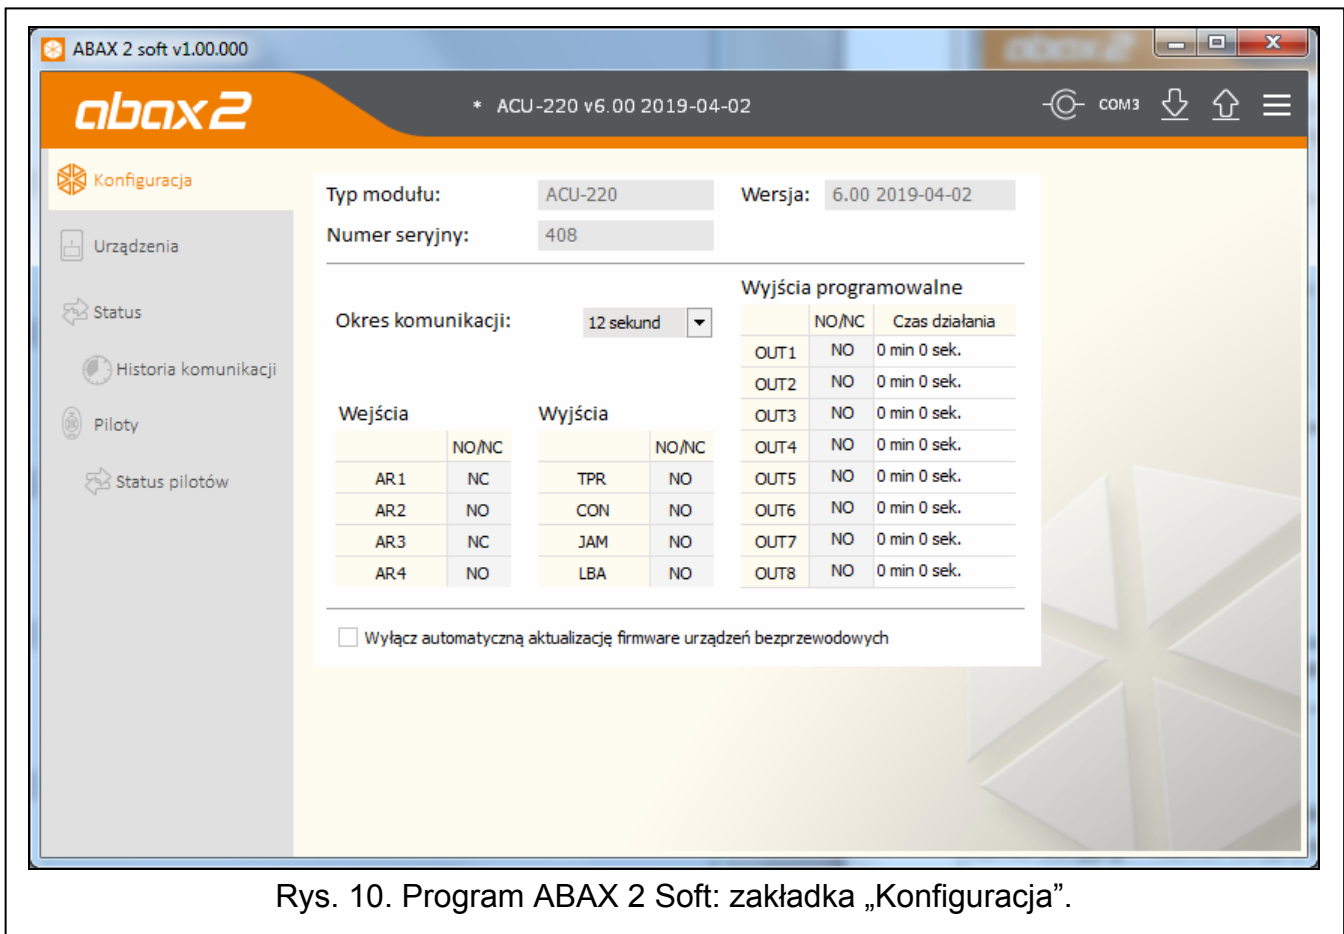 ABAX 2 soft v1.00.000
abax 2
* ACU-220 v6.00 2019-04-02
COM3
Konfiguracja
Urządzenia
Status
Historia komunikacji
Piloty
Status pilotów
Typ modułu: ACU-220 Wersja: 6.00 2019-04-02
Numer seryjny: 408
Okres komunikacji: 12 sekund
Wejścia
NO/NC
AR1 NC
AR2 NO
AR3 NC
AR4 NO
Wyjścia
NO/NC
TPR NO
CON NO
JAM NO
LBA NO
Wyjścia programowalne
NO/NC Czas działania
OUT1 NO 0 min 0 sek.
OUT2 NO 0 min 0 sek.
OUT3 NO 0 min 0 sek.
OUT4 NO 0 min 0 sek.
OUT5 NO 0 min 0 sek.
OUT6 NO 0 min 0 sek.
OUT7 NO 0 min 0 sek.
OUT8 NO 0 min 0 sek.
Wyłącz automatyczną aktualizację firmware urządzeń bezprzewodowych
Rys. 10. Program ABAX 2 Soft: zakładka „Konfiguracja”.